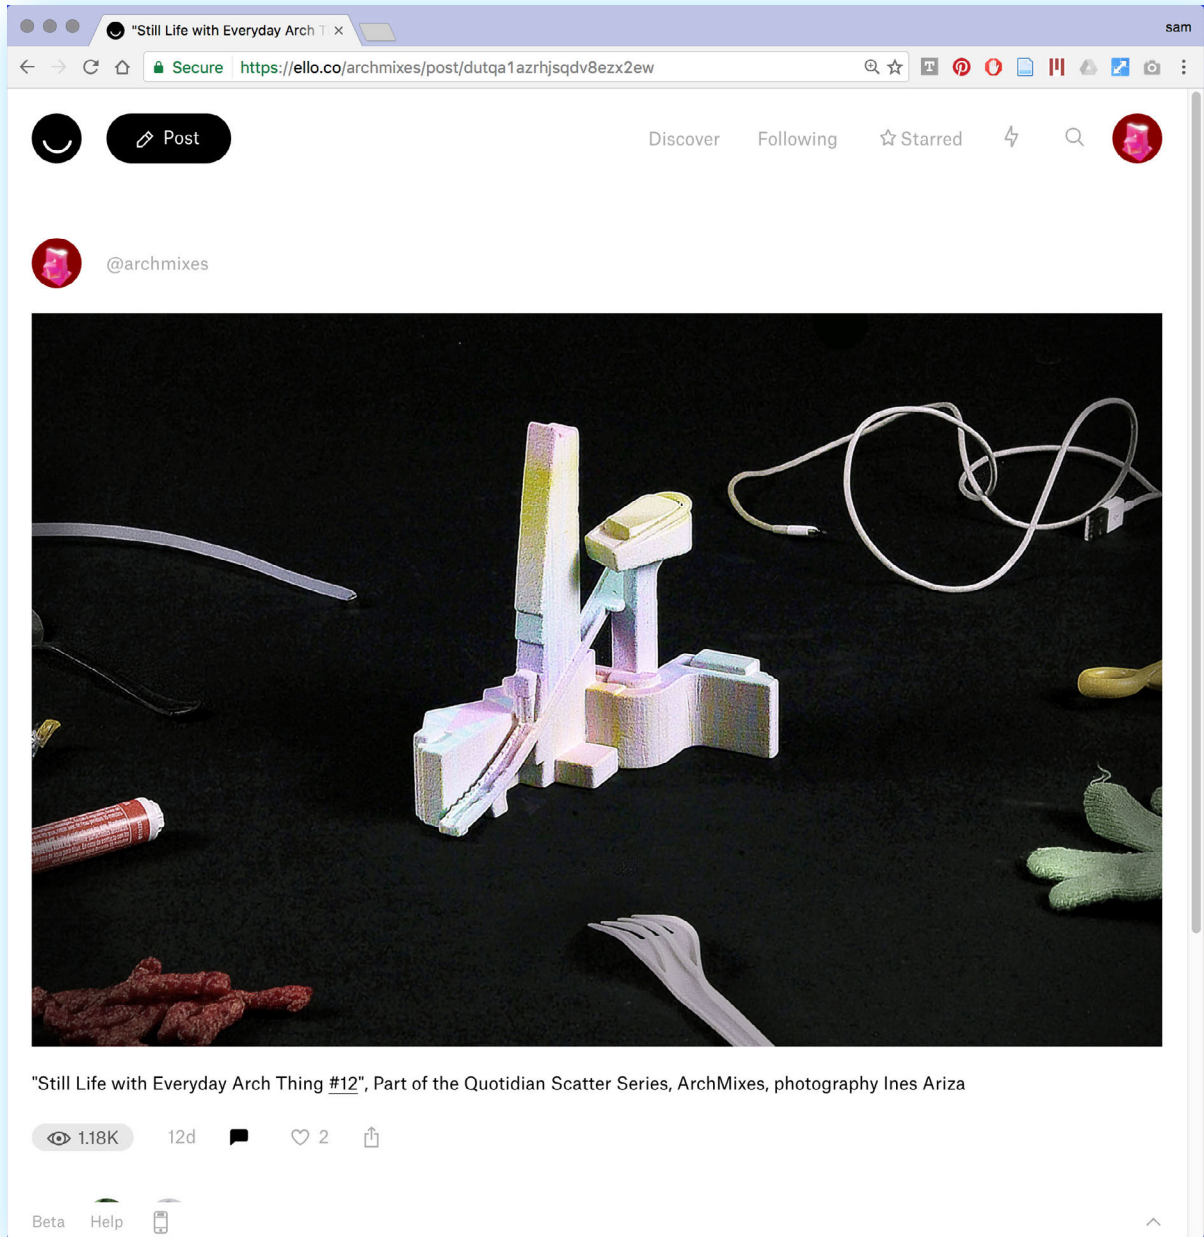 "Still Life with Everyday Arch T
sam
Secure https://ello.co/archmixes/post/dutqa1azrhjsqdv8ezx2ew
Post
Discover Following Starred
@archmixes
"Still Life with Everyday Arch Thing #12", Part of the Quotidian Scatter Series, ArchMixes, photography Ines Ariza
1.18K 12d 2
Beta Help